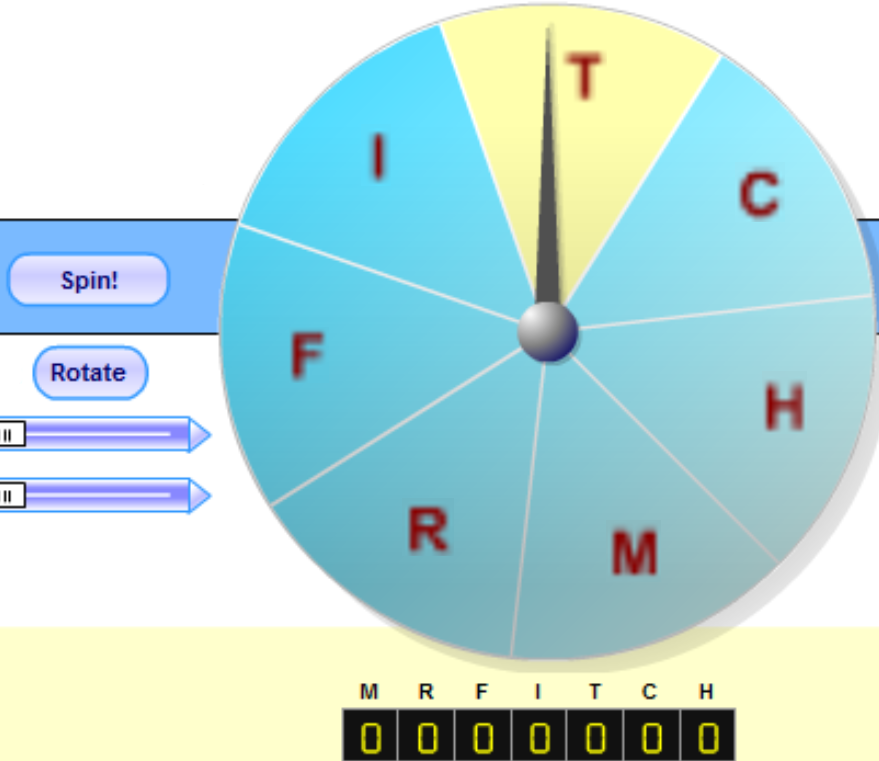 T
I
C
Spin!
F
Rotate
H
R
M
M R F I T C H
0 0 0 0 0 0 0